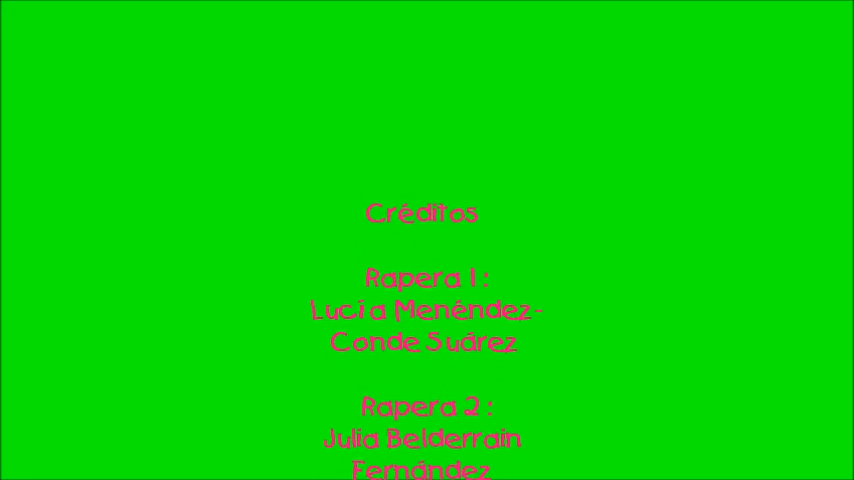 Créditos
Rapera 1:
Lucía Menéndez-
Conde Suárez
Rapera 2:
Julia Belderrain
Fernández